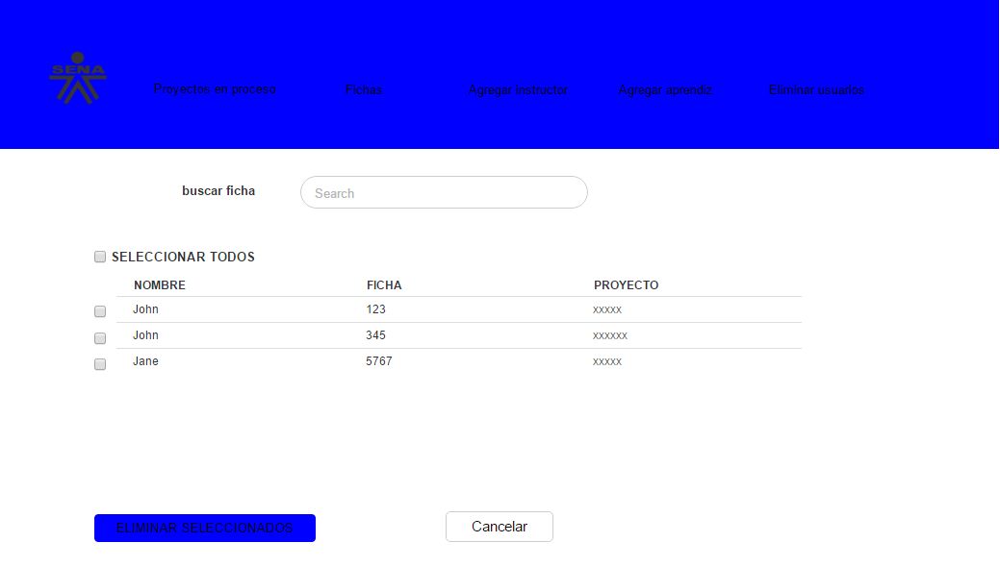 SENA
Proyectos en proceso Fichas Agregar instructor Agregar aprendiz Eliminar usuarios
buscar ficha Search
SELECCIONAR TODOS
NOMBRE FICHA PROYECTO
John 123 xxxxx
John 345 xxxxxx
Jane 5767 xxxxx
ELIMINAR SELECCIONADOS Cancelar